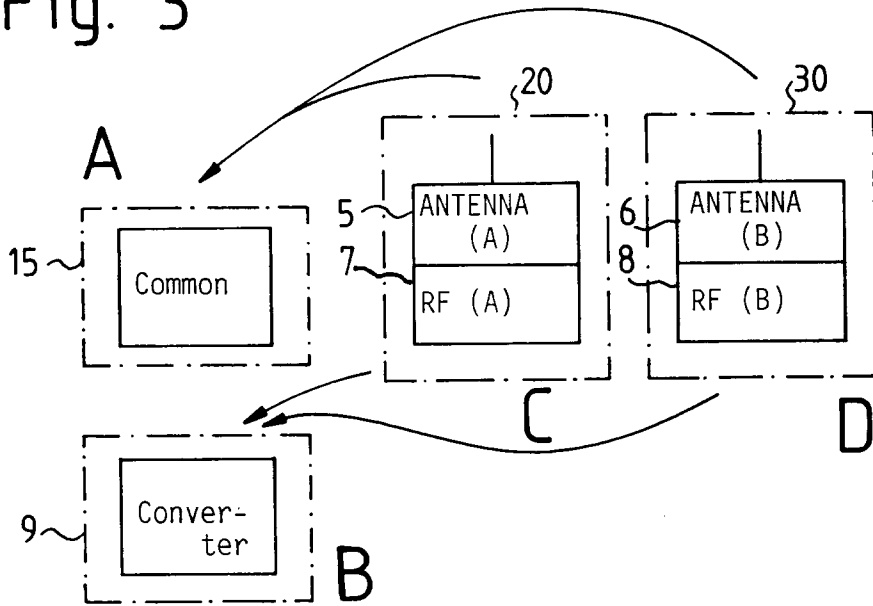 Fig. 3
20
30
A
5
ANTENNA
(A)
6
ANTENNA
(B)
15
Common
7
RF (A)
8
RF (B)
C
D
9
Conver-
ter
B